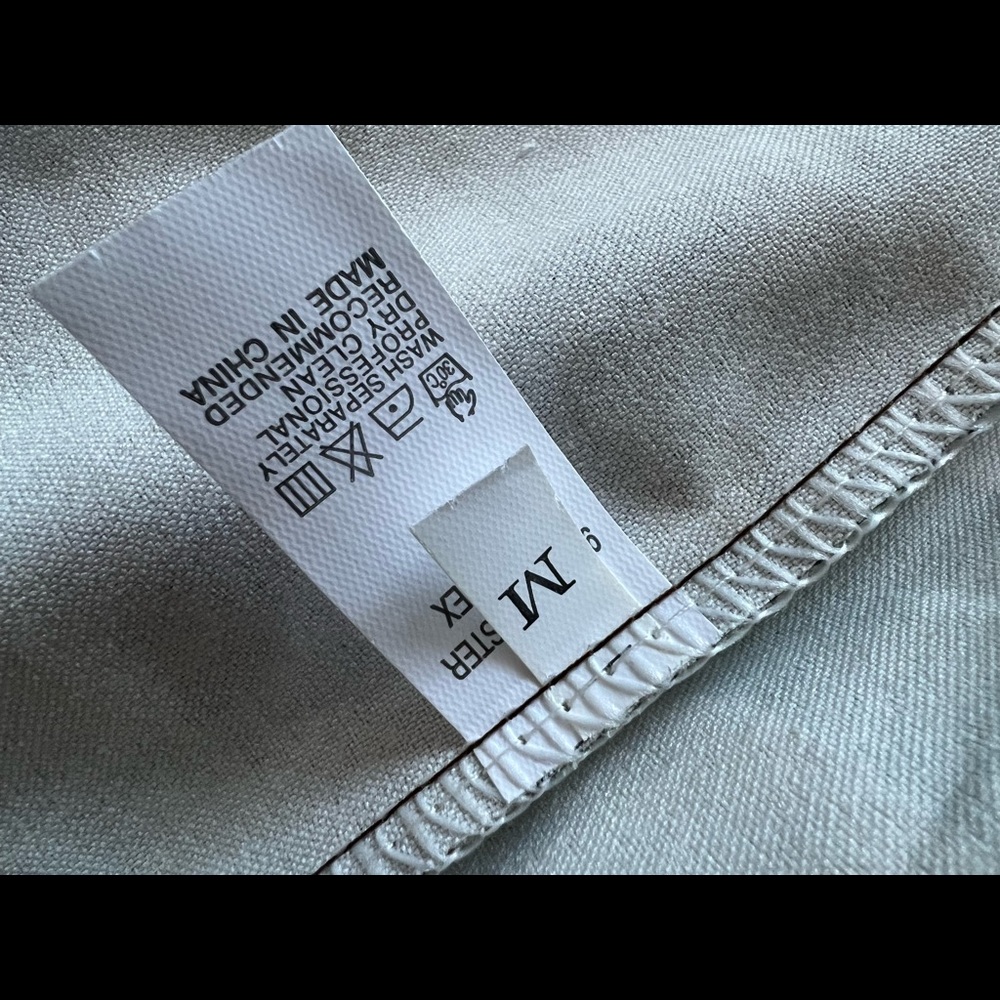 M
STER
EX
30°C
WASH SEPARATELY
PROFESSIONAL
DRY CLEAN
RECOMMENDED
MADE IN CHINA